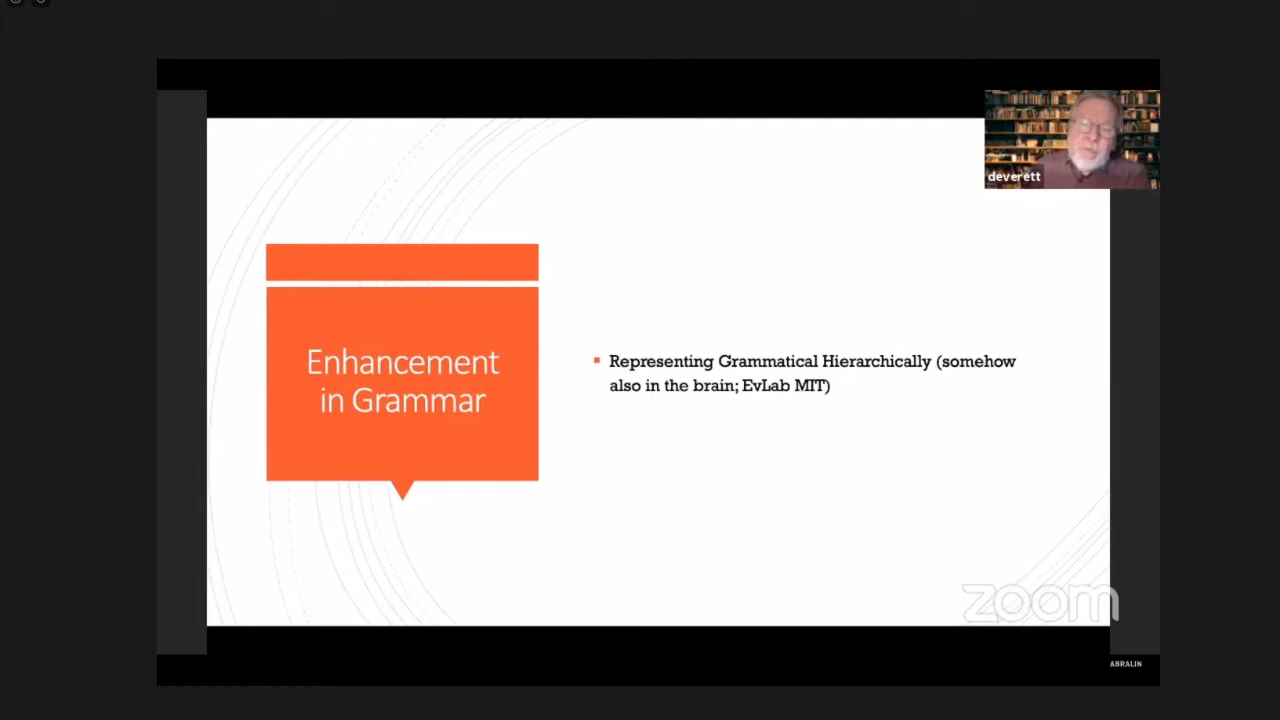 deverett
Enhancement
in Grammar
Representing Grammatical Hierarchically (somehow
also in the brain; EvLab MIT)
zoom
ABRALIN